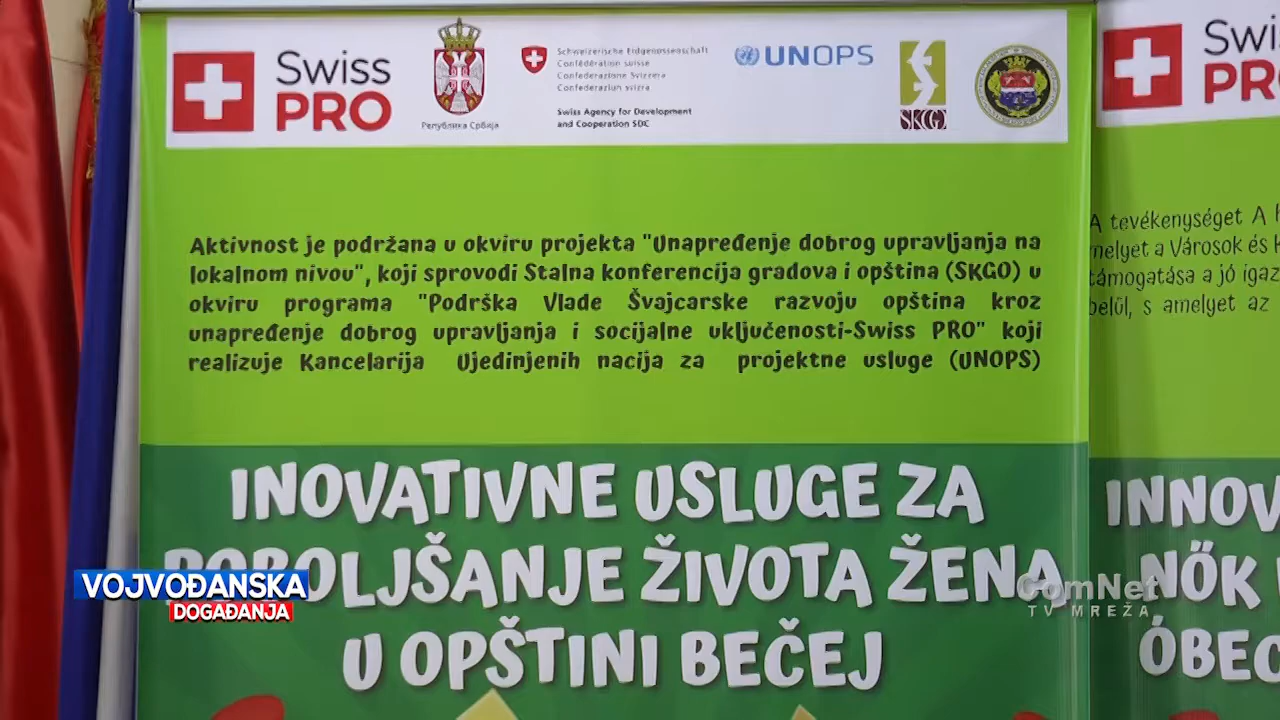 Swiss
PRO
Република Србија
Schweizerische Eidgenossenschaft
Confédération suisse
Confederazione Svizzera
Confederaziun svizra
Swiss Agency for Development
and Cooperation SDC
UNOPS
SKGO
Aktivnost je podržana u okviru projekta "Unapređenje dobrog upravljanja na
lokalnom nivou", koji sprovodi Stalna konferencija gradova i opština (SKGO) u
okviru programa "Podrška Vlade Švajcarske razvoju opština kroz
unapređenje dobrog upravljanja i socijalne uključenosti-Swiss PRO" koji
realizuje Kancelarija Ujedinjenih nacija za projektne usluge (UNOPS)
INOVATIVNE USLUGE ZA
POBOLJŠANJE ŽIVOTA ŽENA
U OPŠTINI BEČEJ
Swi
PR
A tevékenységet A
melyet a Városok és K
támogatása a jó igaz
belül, s amelyet az
INNOV
NŐK
ÓBEC
VOJVOĐANSKA
DOGAĐANJA
ComNet
TV MREŽA